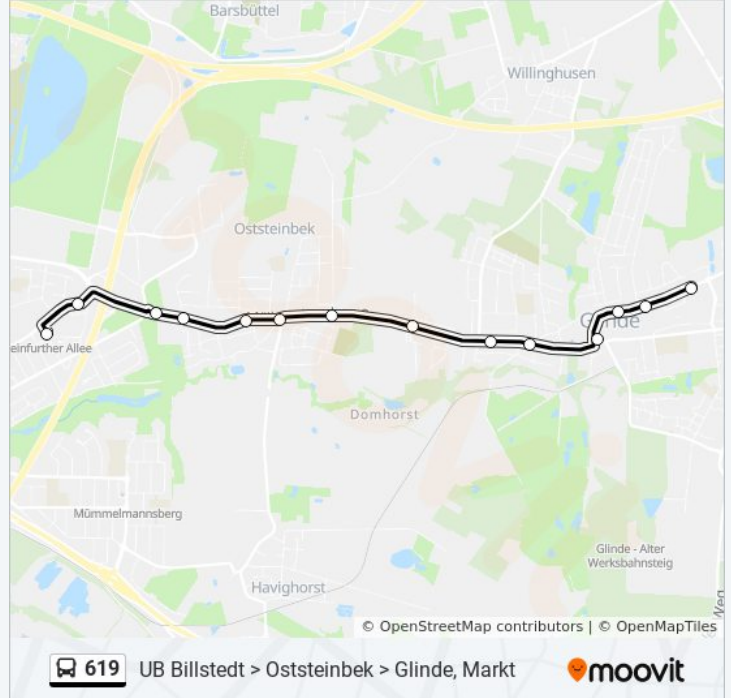 Barsbüttel
Willinghusen
Oststeinbek
Glinde
einfurther Allee
Domhorst
Mümmelmannsberg
Glinde - Alter
Werksbahnsteig
Havighorst
Weg
© OpenStreetMap contributors | © OpenMapTiles
619 UB Billstedt > Oststeinbek > Glinde, Markt
moovit